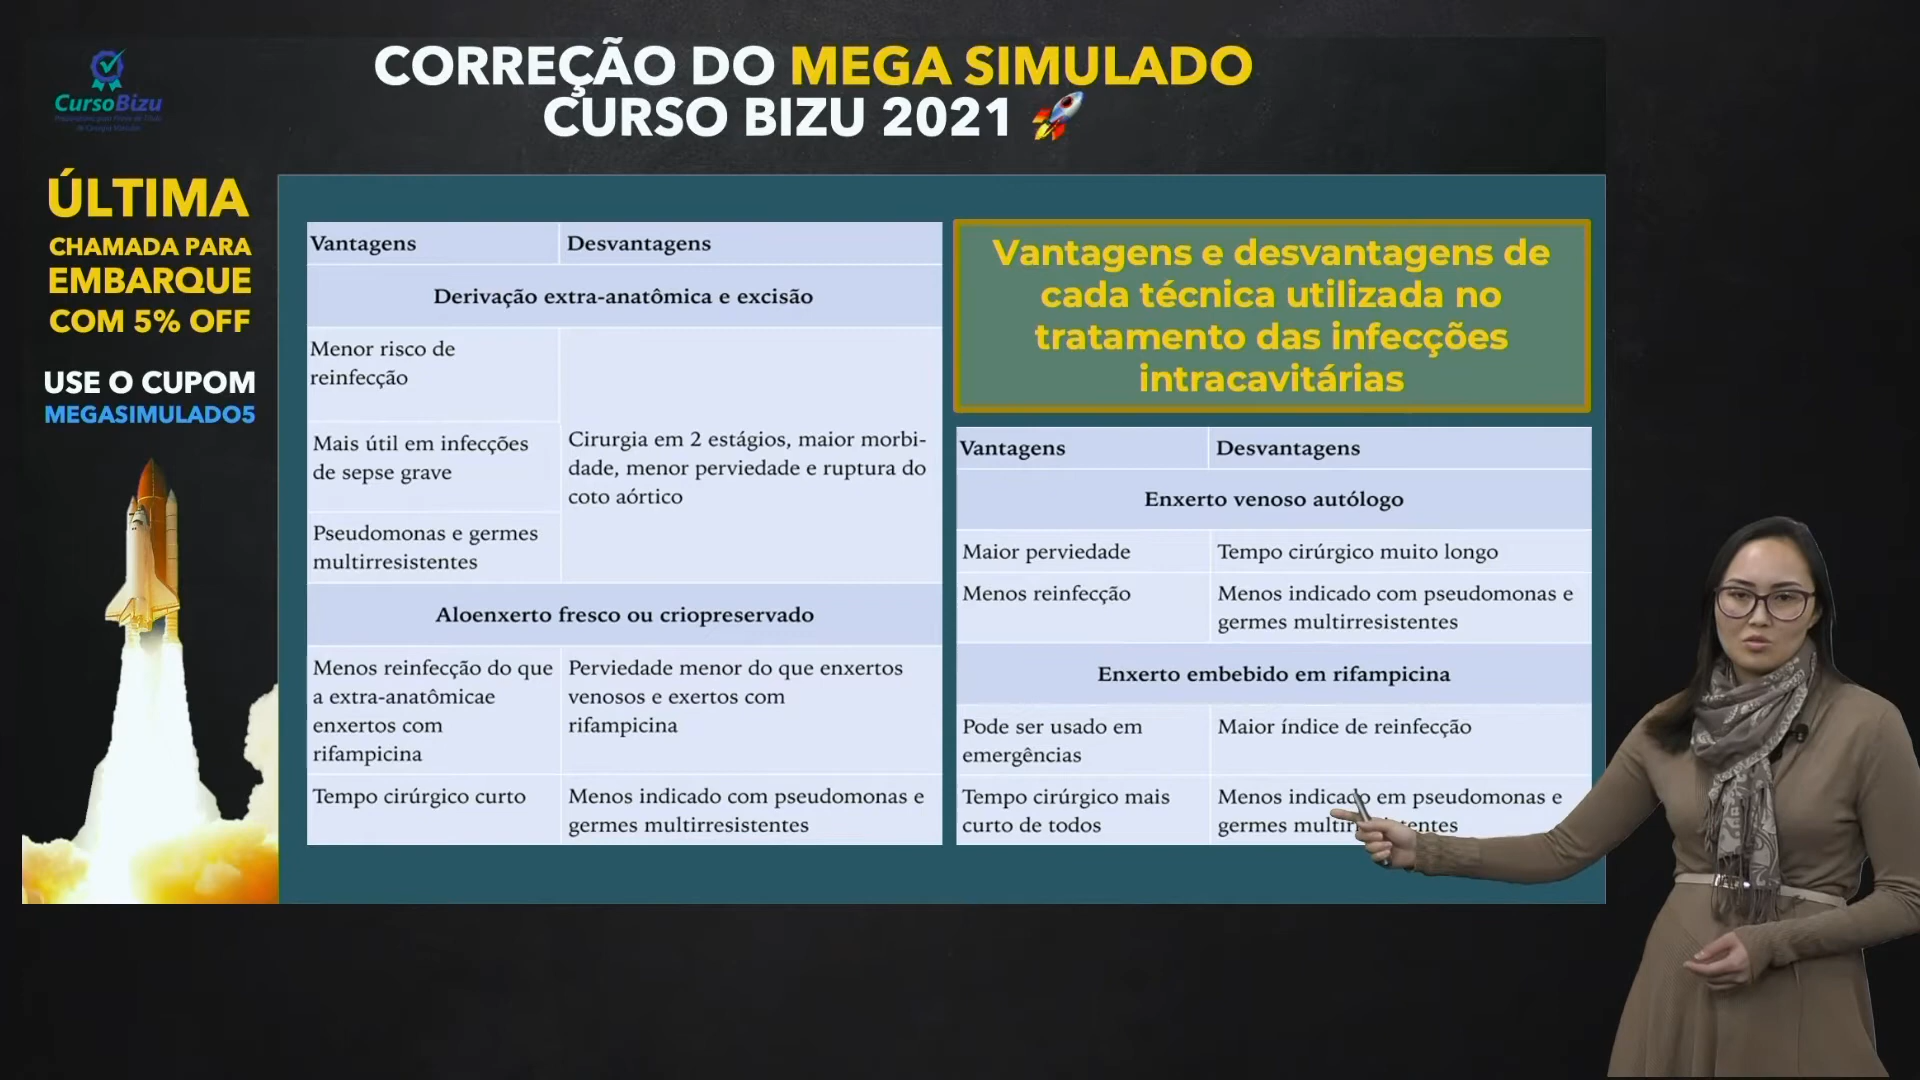 CORREÇÃO DO MEGA SIMULADO
CURSO BIZU 2021
CursoBizu
ÚLTIMA
CHAMADA PARA
EMBARQUE
COM 5% OFF
USE O CUPOM
MEGASIMULADO5
Vantagens Desvantagens
Derivação extra-anatômica e excisão
Menor risco de
reinfecção
Mais útil em infecções
de sepse grave
Pseudomonas e germes
multirresistentes
Cirurgia em 2 estágios, maior morbi-
dade, menor perviedade e ruptura do
coto aórtico
Aloenxerto fresco ou criopreservado
Menos reinfecção do que
a extra-anatômicae
enxertos com
rifampicina
Perviedade menor do que enxertos
venosos e exertos com
rifampicina
Tempo cirúrgico curto
Menos indicado com pseudomonas e
germes multirresistentes
Vantagens e desvantagens de
cada técnica utilizada no
tratamento das infecções
intracavitárias
Vantagens Desvantagens
Enxerto venoso autólogo
Maior perviedade
Tempo cirúrgico muito longo
Menos reinfecção
Menos indicado com pseudomonas e
germes multirresistentes
Enxerto embebido em rifampicina
Pode ser usado em
emergências
Maior índice de reinfecção
Tempo cirúrgico mais
curto de todos
Menos indicado em pseudomonas e
germes multirresistentes